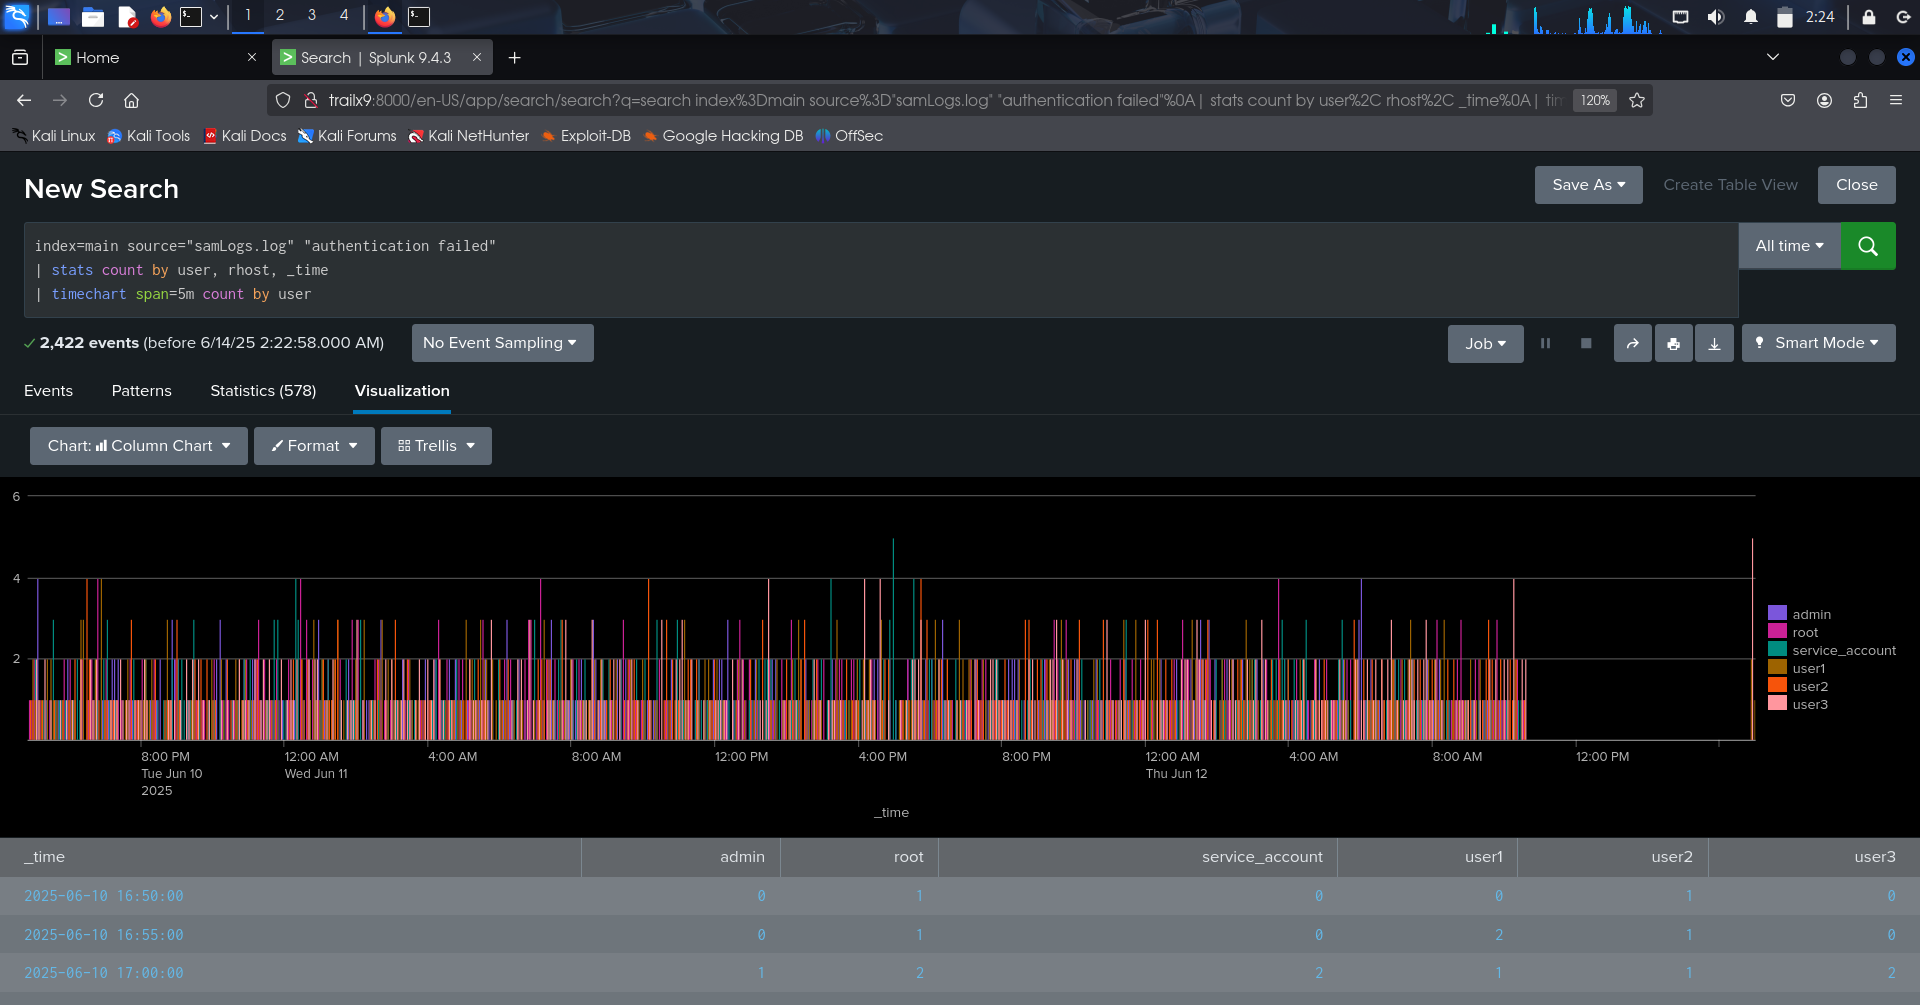 1 2 3 4
2:24
Home
Search | Splunk 9.4.3
trailx9:8000/en-US/app/search/search?q=search index%3Dmain source%3D"samLogs.log" "authentication failed"%0A| stats count by user%2C rhost%2C _time%0A| tim
120%
Kali Linux Kali Tools Kali Docs Kali Forums Kali NetHunter Exploit-DB Google Hacking DB OffSec
New Search
Save As Create Table View Close
index=main source="samLogs.log" "authentication failed"
| stats count by user, rhost, _time
| timechart span=5m count by user
All time
2,422 events (before 6/14/25 2:22:58.000 AM)
No Event Sampling
Job
Smart Mode
Events Patterns Statistics (578) Visualization
Chart: Column Chart Format Trellis
6
4
2
admin
root
service_account
user1
user2
user3
8:00 PM 12:00 AM 4:00 AM 8:00 AM 12:00 PM 4:00 PM 8:00 PM 12:00 AM 4:00 AM 8:00 AM 12:00 PM
Tue Jun 10 Wed Jun 11 Thu Jun 12
2025
_time
_time admin root service_account user1 user2 user3
2025-06-10 16:50:00 0 1 0 0 1 0
2025-06-10 16:55:00 0 1 0 2 1 0
2025-06-10 17:00:00 1 2 2 1 1 2